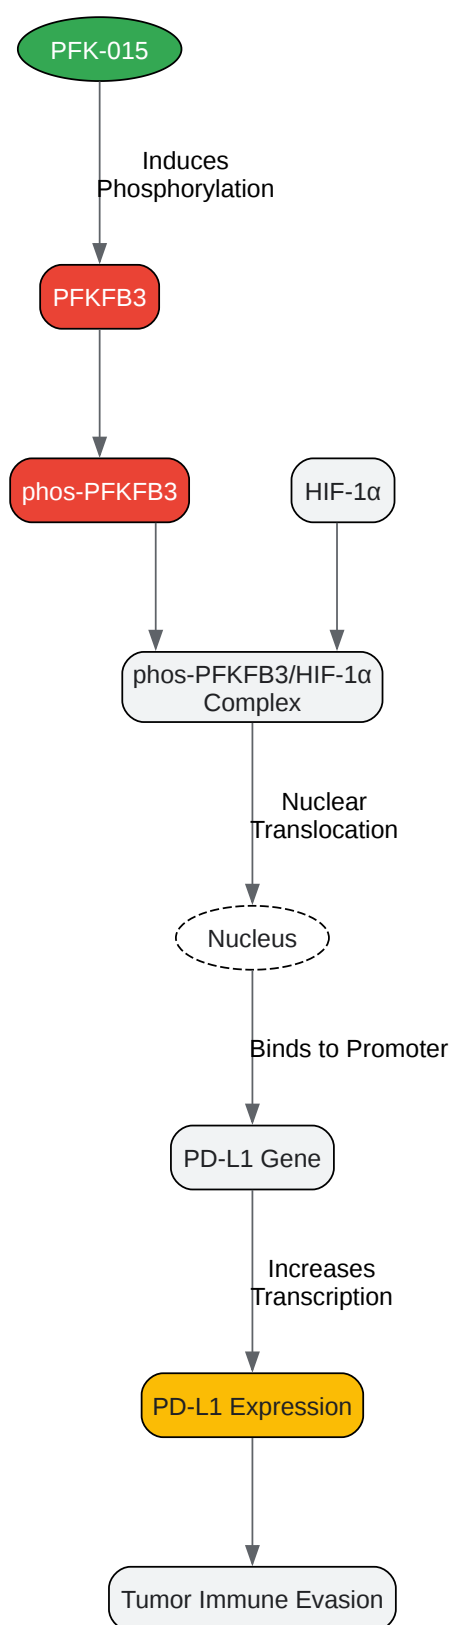 PFK-015
Induces
Phosphorylation
PFKFB3
phos-PFKFB3
HIF-1α
phos-PFKFB3/HIF-1α
Complex
Nuclear
Translocation
Nucleus
Binds to Promoter
PD-L1 Gene
Increases
Transcription
PD-L1 Expression
Tumor Immune Evasion